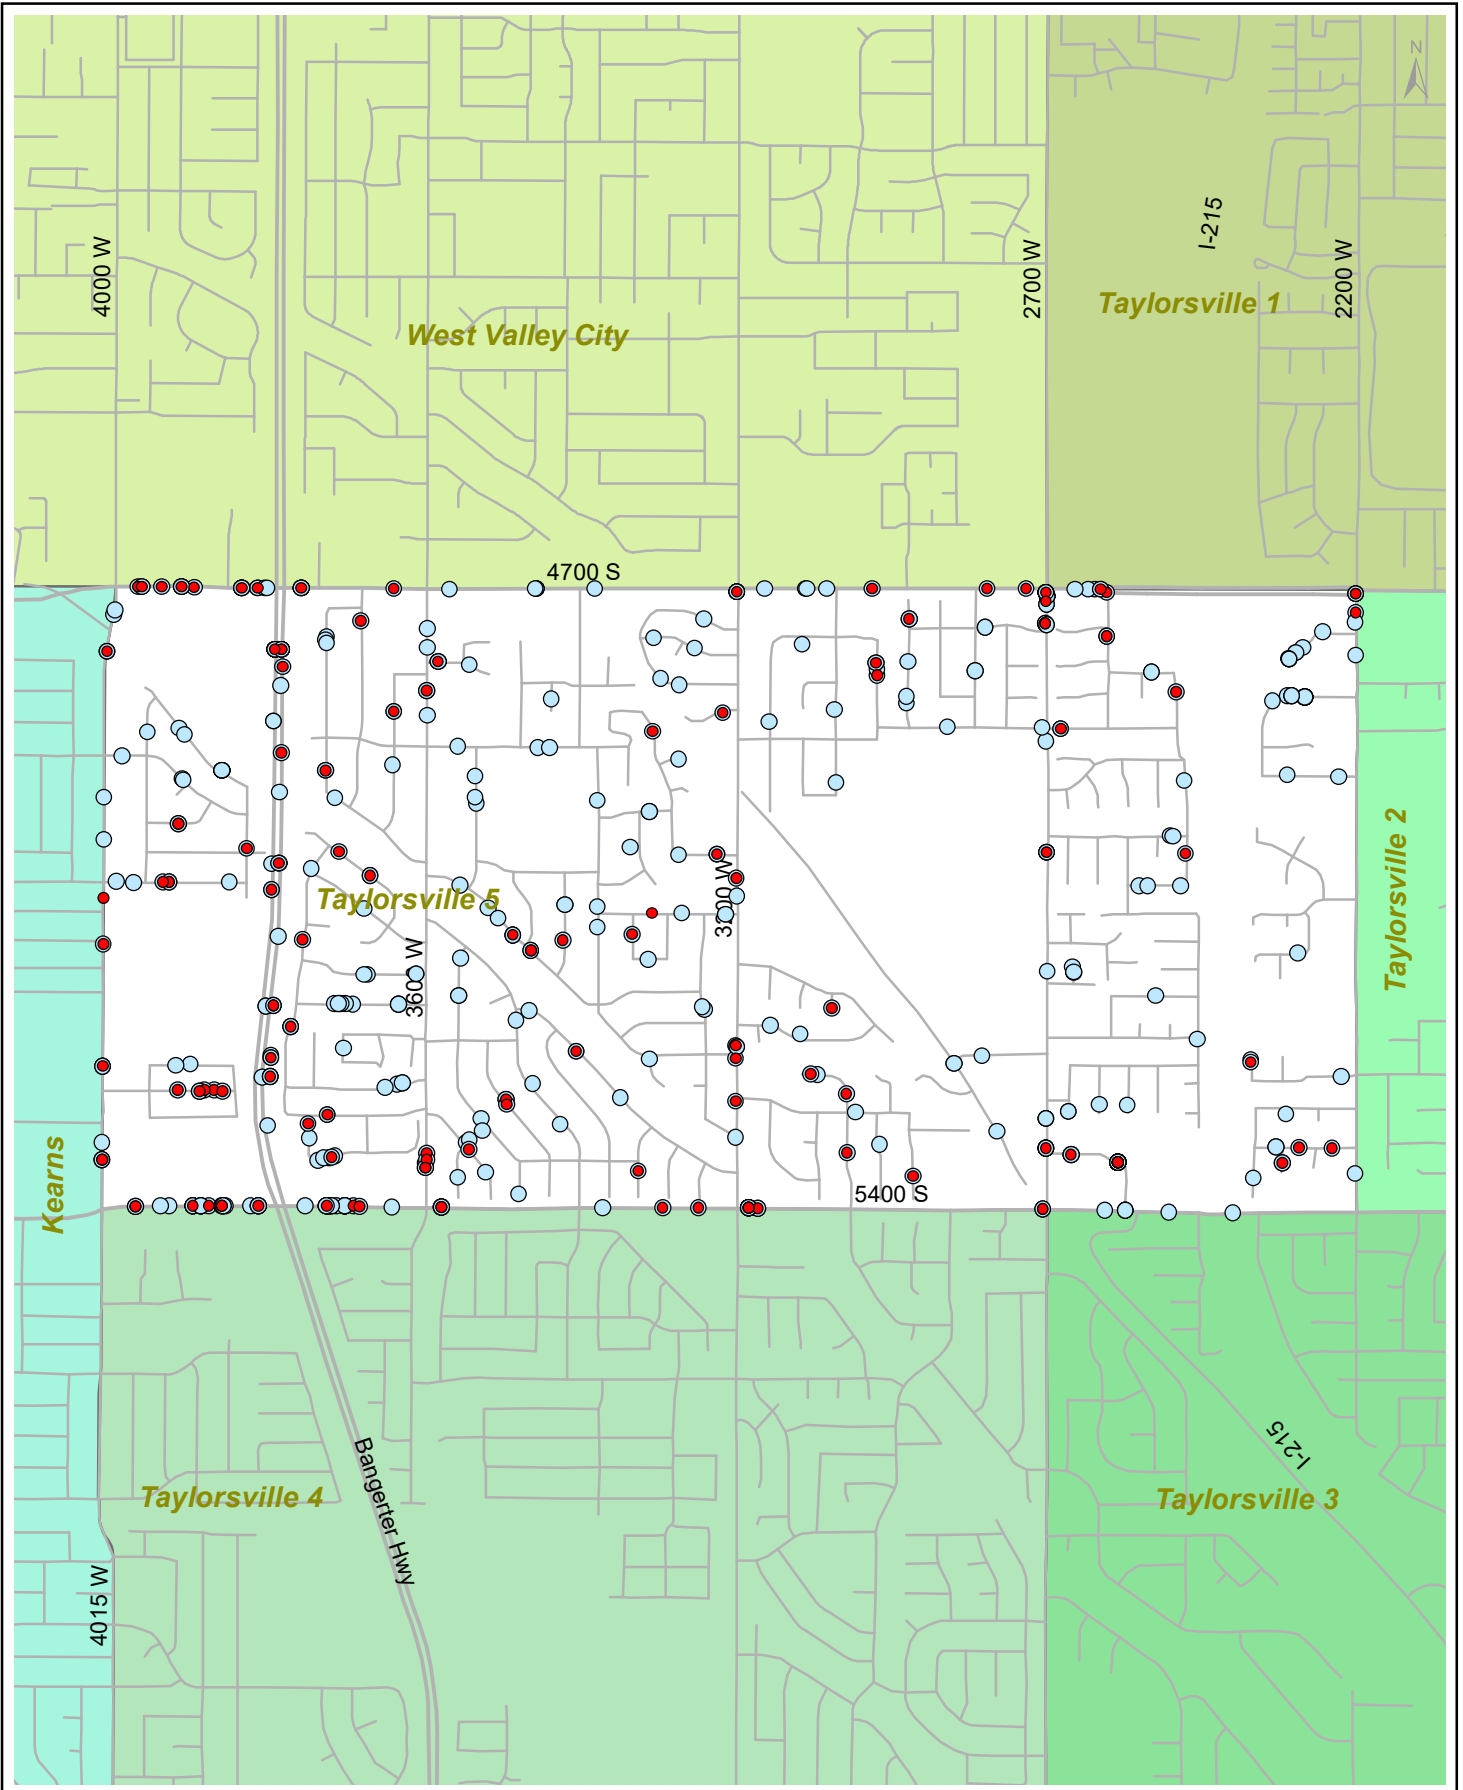 N
I-215
4000 W
2700 W
2200 W
Taylorsville 1
West Valley City
4700 S
Taylorsville 2
Taylorsville 5
3200 W
3600 W
Kearns
5400 S
I-215
Taylorsville 4
Bangerter Hwy
Taylorsville 3
4015 W